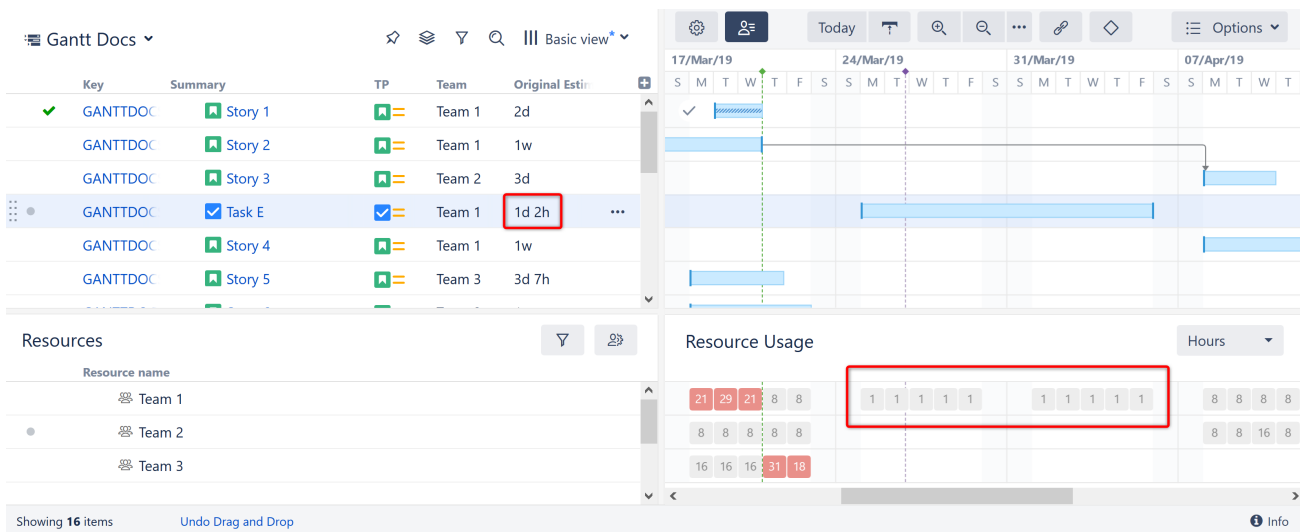 Gantt Docs
Basic view*
Today
Options
17/Mar/19 24/Mar/19 31/Mar/19 07/Apr/19
Key Summary TP Team Original Estin
S M T W T F S S M T W T F S S M T W T F S S M T W T
GANTTDOC Story 1 Team 1 2d
GANTTDOC Story 2 Team 1 1w
GANTTDOC Story 3 Team 2 3d
GANTTDOC Task E Team 1 1d 2h
GANTTDOC Story 4 Team 1 1w
GANTTDOC Story 5 Team 3 3d 7h
Resources
Resource Usage
Hours
Resource name
Team 1 21 29 21 8 8 1 1 1 1 1 1 1 1 1 1 8 8 8 8
Team 2 8 8 8 8 8 8 8 16 8
Team 3 16 16 16 31 18
Showing 16 items Undo Drag and Drop Info